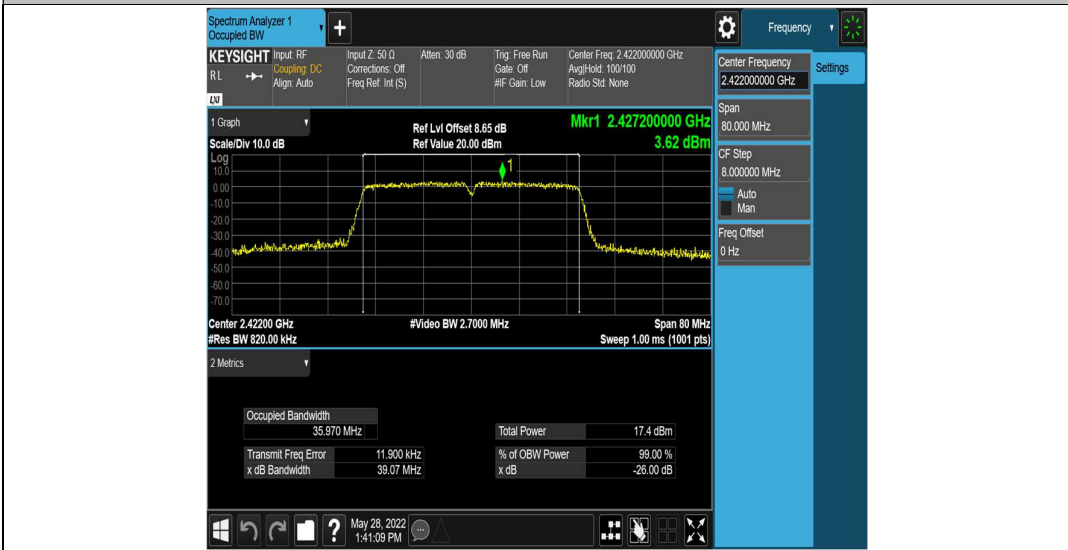 Spectrum Analyzer 1
Occupied BW
Frequency
KEYSIGHT
R L
LXI
Input: RF
Coupling: DC
Align: Auto
Input Z: 50 Ω
Corrections: Off
Freq Ref: Int (S)
Atten: 30 dB
Trig: Free Run
Gate: Off
#IF Gain: Low
Center Freq: 2.422000000 GHz
Avg|Hold: 100/100
Radio Std: None
Center Frequency
2.422000000 GHz
Settings
Span
80.000 MHz
CF Step
8.000000 MHz
Auto
Man
Freq Offset
0 Hz
1 Graph
Scale/Div 10.0 dB
Ref Lvl Offset 8.65 dB
Ref Value 20.00 dBm
Mkr1 2.427200000 GHz
3.62 dBm
Log
10.0
0.00
-10.0
-20.0
-30.0
-40.0
-50.0
-60.0
-70.0
1
Center 2.42200 GHz
#Res BW 820.00 kHz
#Video BW 2.7000 MHz
Span 80 MHz
Sweep 1.00 ms (1001 pts)
2 Metrics
Occupied Bandwidth
35.970 MHz
Total Power 17.4 dBm
Transmit Freq Error 11.900 kHz
% of OBW Power 99.00 %
x dB Bandwidth 39.07 MHz
x dB -26.00 dB
?
May 28, 2022
1:41:09 PM